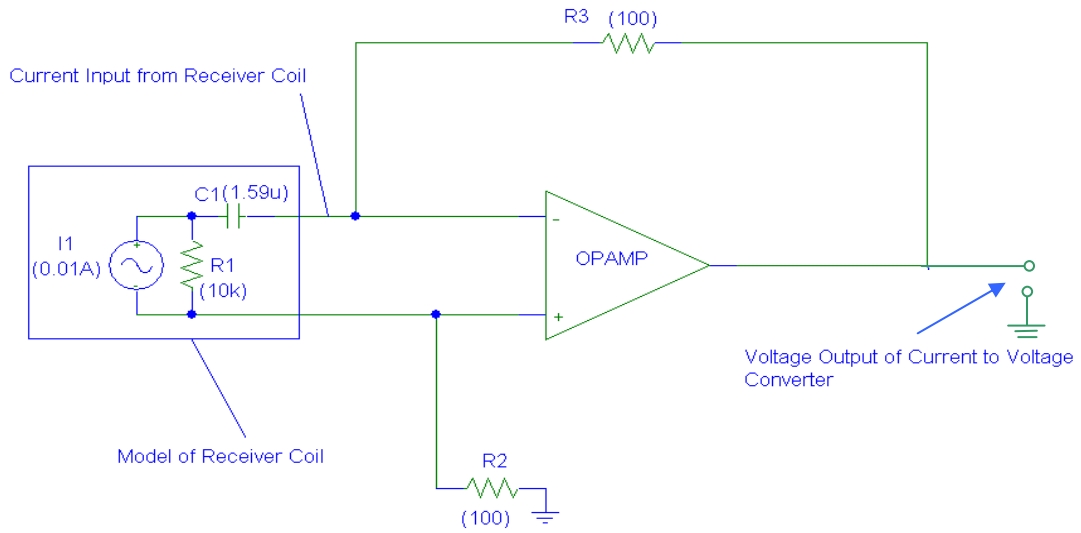 R3 (100)
Current Input from Receiver Coil
C1(1.59u)
-
I1
+
OPAMP
(0.01A)
R1
-
(10k)
+
Voltage Output of Current to Voltage
Converter
Model of Receiver Coil
R2
(100)